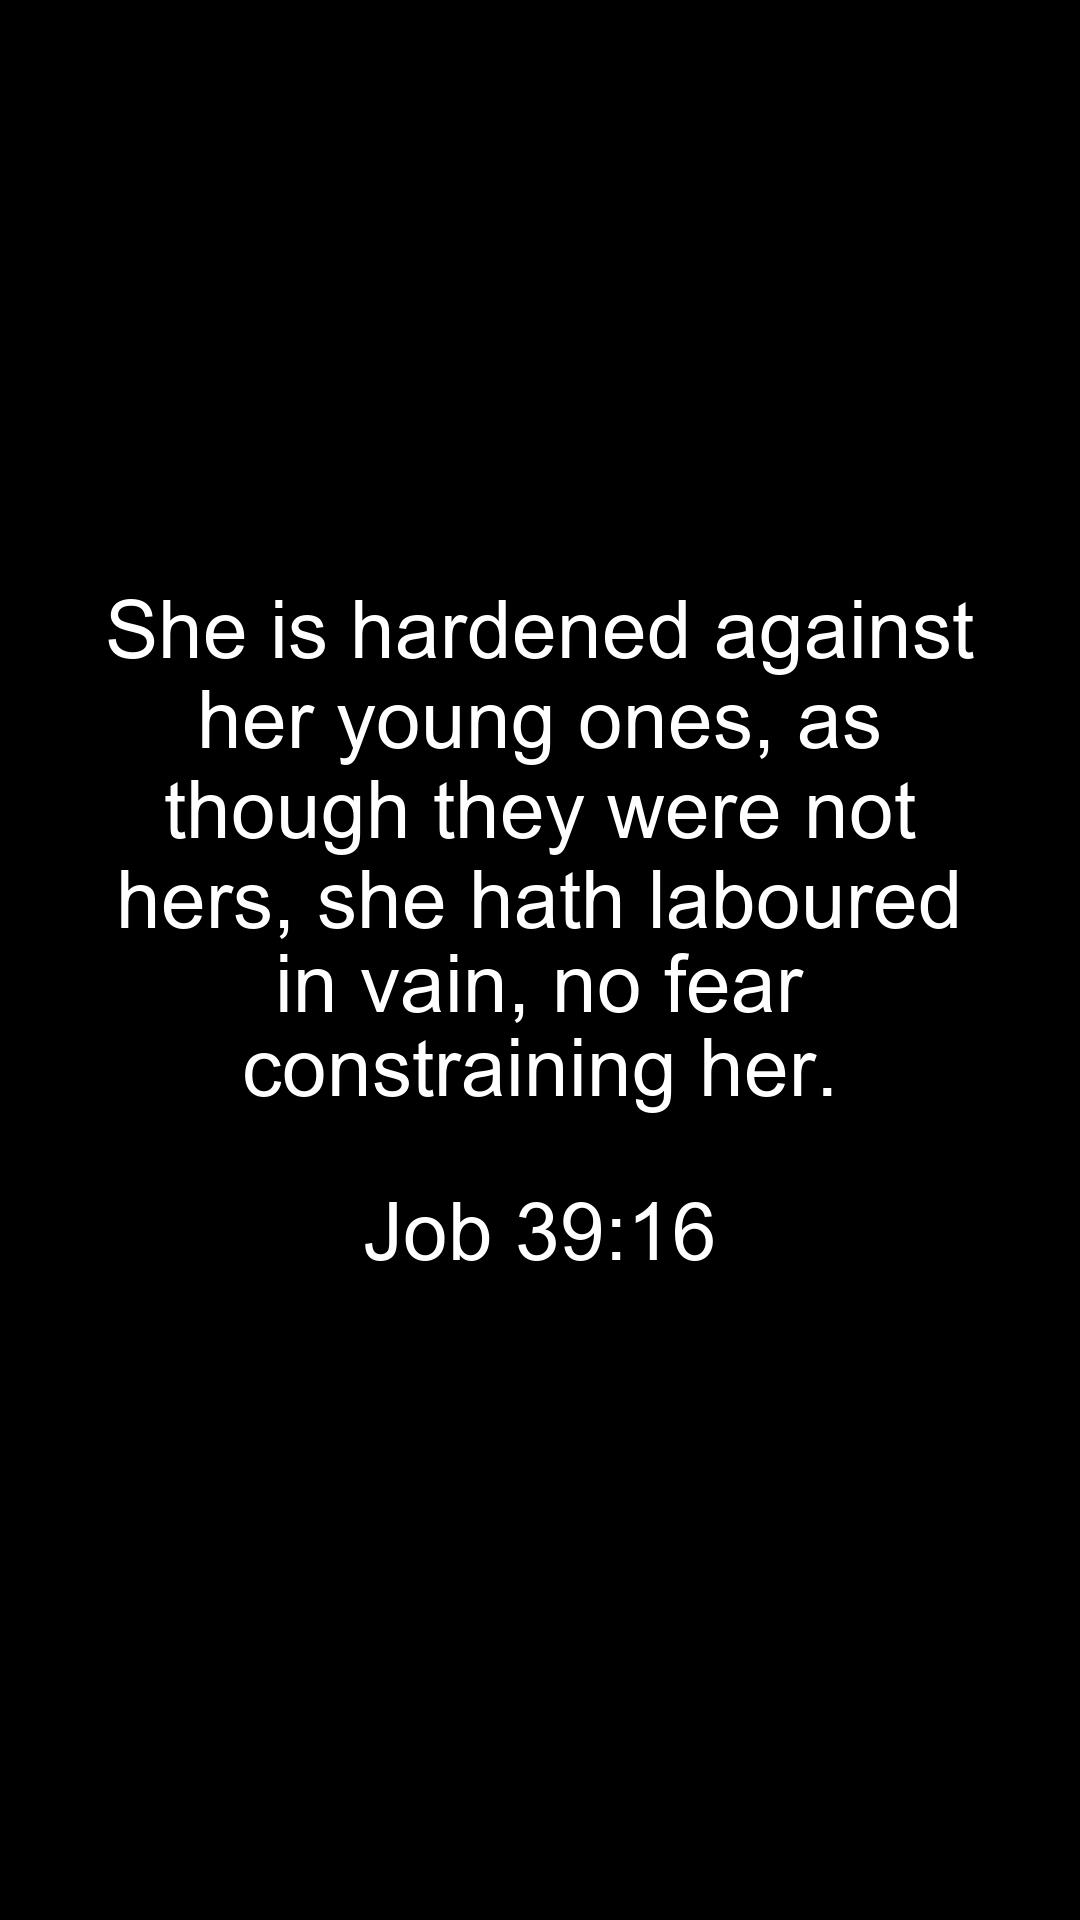 She is hardened against
her young ones, as
though they were not
hers, she hath laboured
in vain, no fear
constraining her.
Job 39:16